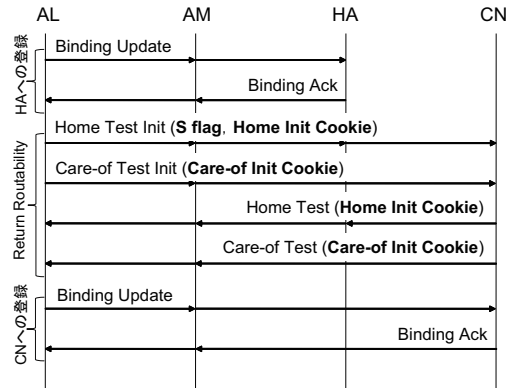 AL AM HA CN
HAへの登録
Binding Update
Binding Ack
Return Routability
Home Test Init (S flag, Home Init Cookie)
Care-of Test Init (Care-of Init Cookie)
Home Test (Home Init Cookie)
Care-of Test (Care-of Init Cookie)
CNへの登録
Binding Update
Binding Ack